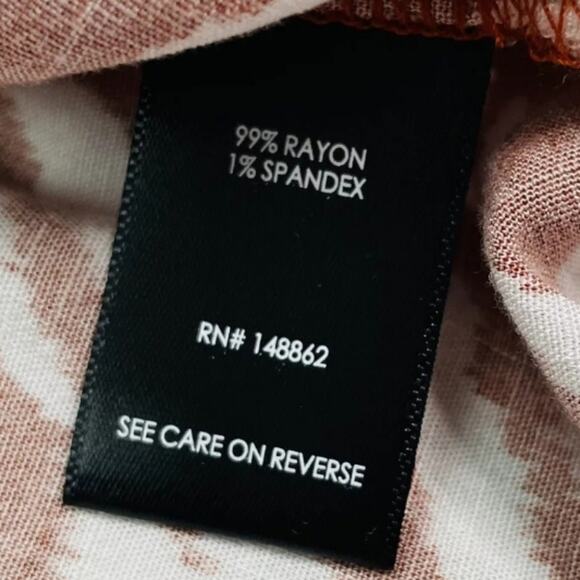 99% RAYON
1% SPANDEX
RN# 148862
SEE CARE ON REVERSE